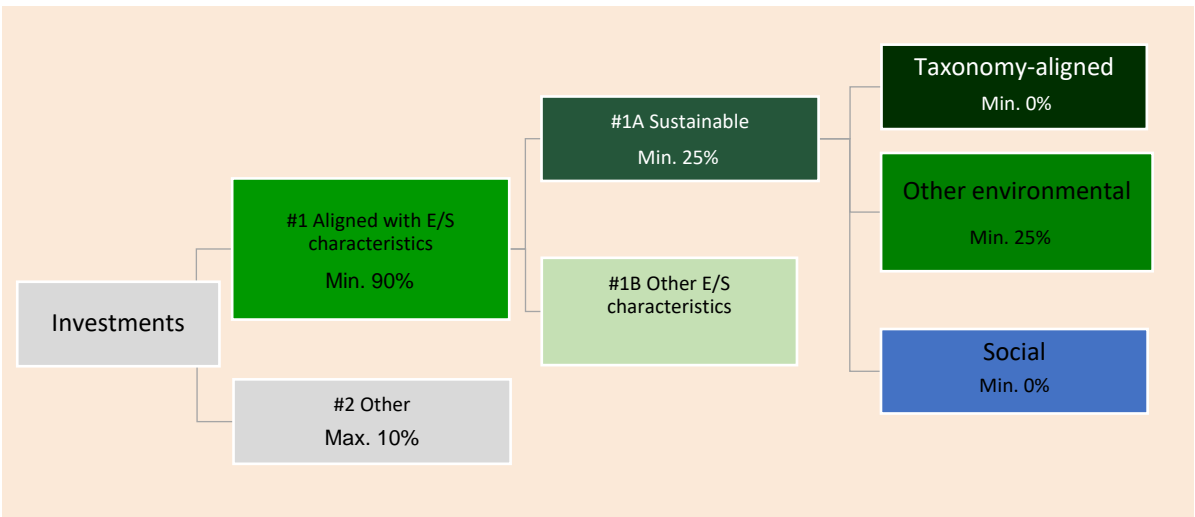 Investments
#1 Aligned with E/S
characteristics
Min. 90%
#2 Other
Max. 10%
#1A Sustainable
Min. 25%
#1B Other E/S
characteristics
Taxonomy-aligned
Min. 0%
Other environmental
Min. 25%
Social
Min. 0%